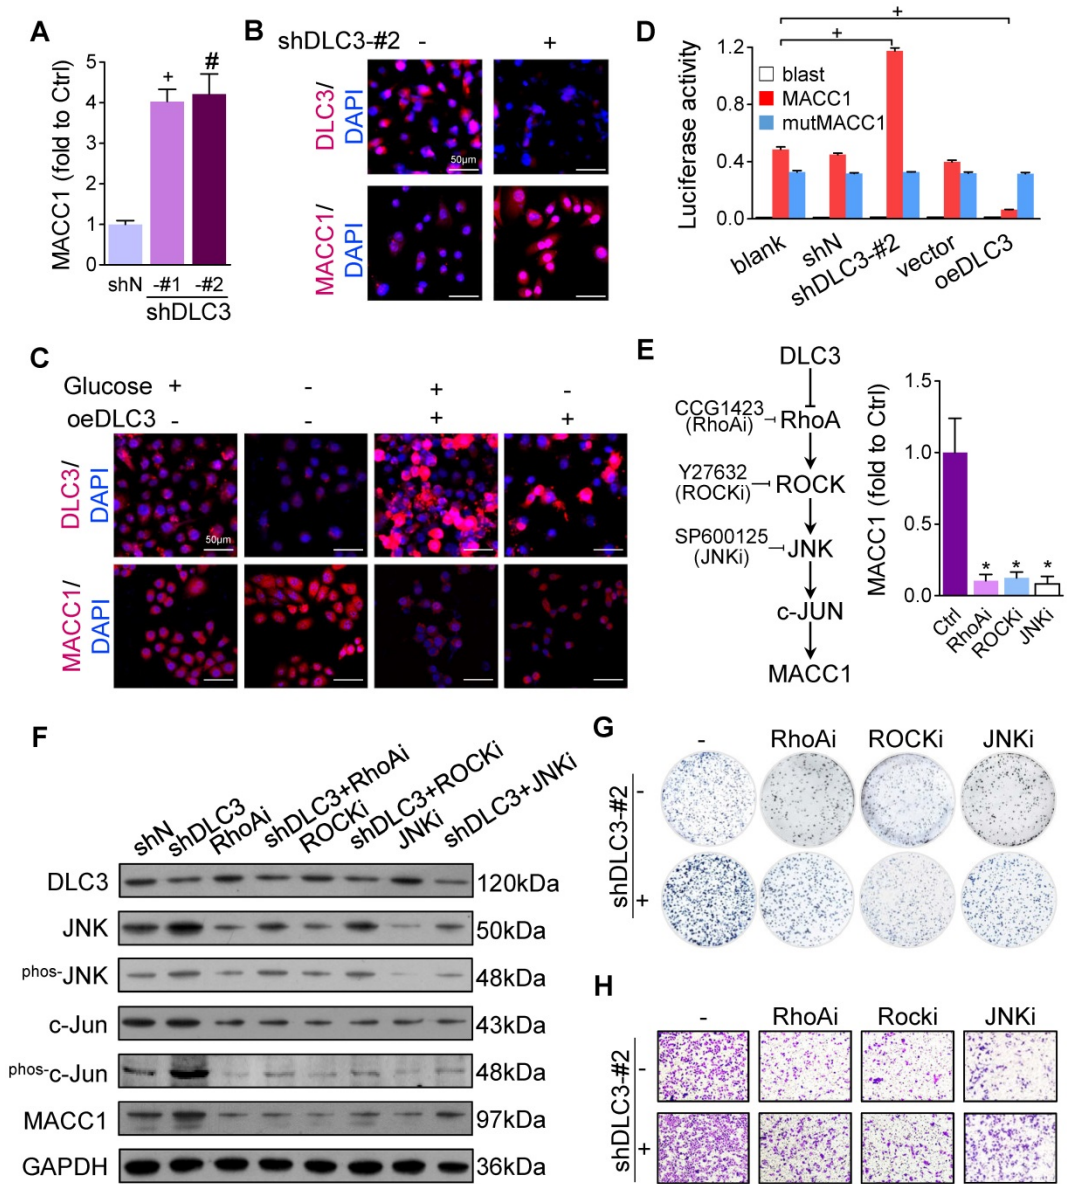 A
MACC1 (fold to Ctrl)
5
4
3
2
1
0
+
#
shN -#1 -#2
shDLC3
B
shDLC3-#2 - +
DLC3/
DAPI
50μm
MACC1/
DAPI
D
Luciferase activity
1.2
0.8
0.4
0.0
+
+
blast
MACC1
mutMACC1
blank
shN
shDLC3-#2
vector
oeDLC3
C
Glucose + - + -
oeDLC3 - - + +
DLC3/
DAPI
50μm
MACC1/
DAPI
E
DLC3
CCG1423
(RhoAi)
RhoA
Y27632
(ROCKi)
ROCK
SP600125
(JNKi)
JNK
c-JUN
MACC1
MACC1 (fold to Ctrl)
1.5
1.0
0.5
0.0
* * *
Ctrl
RhoAi
ROCKi
JNKi
F
shN
shDLC3
RhoAi
shDLC3+RhoAi
ROCKi
shDLC3+ROCKi
JNKi
shDLC3+JNKi
DLC3 120kDa
JNK 50kDa
phos-JNK 48kDa
c-Jun 43kDa
phos-c-Jun 48kDa
MACC1 97kDa
GAPDH 36kDa
G
- RhoAi ROCKi JNKi
shDLC3-#2
-
+
H
- RhoAi Rocki JNKi
shDLC3-#2
-
+